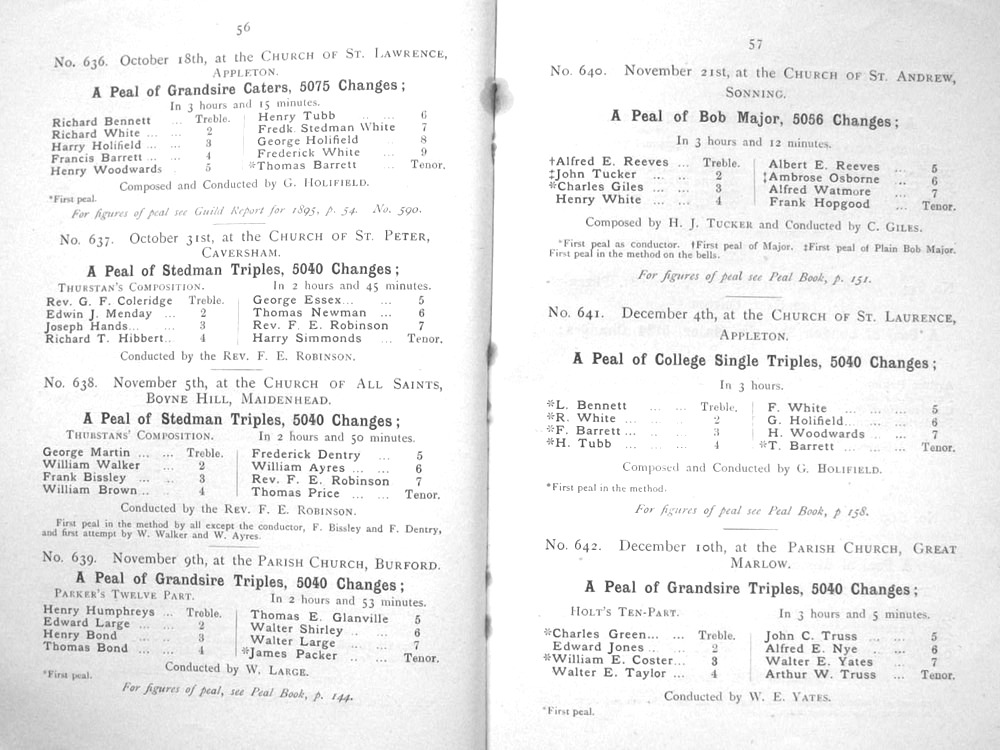 56
No. 636. October 18th, at the Church of St. Lawrence,
Appleton.
A Peal of Grandsire Caters, 5075 Changes;
In 3 hours and 15 minutes.
Richard Bennett ... Treble. Henry Tubb ... 6
Richard White ... ... 2 Fredk. Stedman White 7
Harry Holifield ... ... 3 George Holifield ... 8
Francis Barrett ... ... 4 Frederick White ... 9
Henry Woodwards ... 5 *Thomas Barrett ... Tenor.
Composed and Conducted by G. Holifield.
*First peal.
For figures of peal see Guild Report for 1895, p. 54. No. 590.
No. 637. October 31st, at the Church of St. Peter,
Caversham.
A Peal of Stedman Triples, 5040 Changes;
Thurstan's Composition. In 2 hours and 45 minutes.
Rev. G. F. Coleridge Treble. George Essex... ... 5
Edwin J. Menday ... 2 Thomas Newman ... 6
Joseph Hands... ... 3 Rev. F. E. Robinson 7
Richard T. Hibbert.. 4 Harry Simmonds ... Tenor.
Conducted by the Rev. F. E. Robinson.
No. 638. November 5th, at the Church of All Saints,
Boyne Hill, Maidenhead.
A Peal of Stedman Triples, 5040 Changes;
Thurstans' Composition. In 2 hours and 50 minutes.
George Martin ... ... Treble. Frederick Dentry ... 5
William Walker ... 2 William Ayres ... ... 6
Frank Bissley ... ... 3 Rev. F. E. Robinson 7
William Brown .. ... 4 Thomas Price ... ... Tenor.
Conducted by the Rev. F. E. Robinson.
First peal in the method by all except the conductor, F. Bissley and F. Dentry,
and first attempt by W. Walker and W. Ayres.
No. 639. November 9th, at the Parish Church, Burford.
A Peal of Grandsire Triples, 5040 Changes;
Parker's Twelve Part. In 2 hours and 53 minutes.
Henry Humphreys ... Treble. Thomas E. Glanville 5
Edward Large ... ... 2 Walter Shirley .. ... 6
Henry Bond ... ... 3 Walter Large ... ... 7
Thomas Bond ... ... 4 *James Packer ... ... Tenor.
Conducted by W. Large.
*First peal.
For figures of peal, see Peal Book, p. 144.
57
No. 640. November 21st, at the Church of St. Andrew,
Sonning.
A Peal of Bob Major, 5056 Changes;
In 3 hours and 12 minutes.
†Alfred E. Reeves ... Treble. Albert E. Reeves ... 5
‡John Tucker ... ... 2 ‡Ambrose Osborne ... 6
*Charles Giles ... ... 3 Alfred Watmore ... 7
Henry White ... ... 4 Frank Hopgood ... Tenor.
Composed by H. J. Tucker and Conducted by C. Giles.
*First peal as conductor. †First peal of Major. ‡First peal of Plain Bob Major.
First peal in the method on the bells.
For figures of peal see Peal Book, p. 151.
No. 641. December 4th, at the Church of St. Laurence,
Appleton.
A Peal of College Single Triples, 5040 Changes;
In 3 hours.
*L. Bennett ... ... Treble. F. White ... ... ... 5
*R. White ... ... ... 2 G. Holifield... ... ... 6
*F. Barrett ... ... ... 3 H. Woodwards ... ... 7
*H. Tubb ... ... ... 4 *T. Barrett ... ... ... Tenor.
Composed and Conducted by G. Holifield.
*First peal in the method.
For figures of peal see Peal Book, p 158.
No. 642. December 10th, at the Parish Church, Great
Marlow.
A Peal of Grandsire Triples, 5040 Changes;
Holt's Ten-Part. In 3 hours and 5 minutes.
*Charles Green... ... Treble. John C. Truss ... ... 5
Edward Jones .. ... 2 Alfred E. Nye .. ... 6
*William E. Coster... 3 Walter E. Yates ... 7
Walter E. Taylor ... 4 Arthur W. Truss ... Tenor.
Conducted by W. E. Yates.
*First peal.